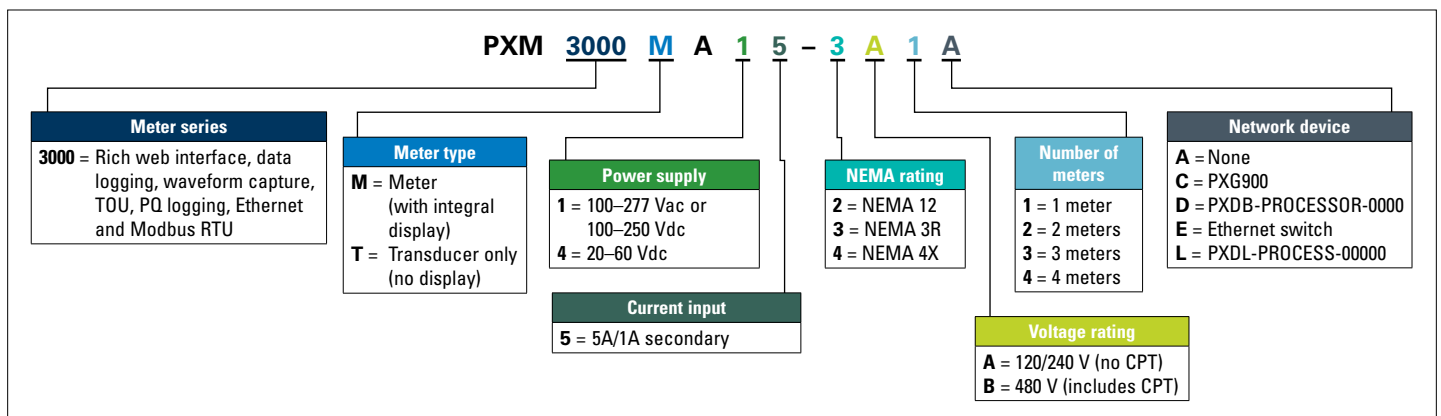 PXM 3000 M A 1 5 – 3 A 1 A
Meter series
3000 = Rich web interface, data
logging, waveform capture,
TOU, PQ logging, Ethernet
and Modbus RTU
Meter type
M = Meter
(with integral
display)
T = Transducer only
(no display)
Power supply
1 = 100–277 Vac or
100–250 Vdc
4 = 20–60 Vdc
Current input
5 = 5A/1A secondary
NEMA rating
2 = NEMA 12
3 = NEMA 3R
4 = NEMA 4X
Voltage rating
A = 120/240 V (no CPT)
B = 480 V (includes CPT)
Number of
meters
1 = 1 meter
2 = 2 meters
3 = 3 meters
4 = 4 meters
Network device
A = None
C = PXG900
D = PXDB-PROCESSOR-0000
E = Ethernet switch
L = PXDL-PROCESS-00000